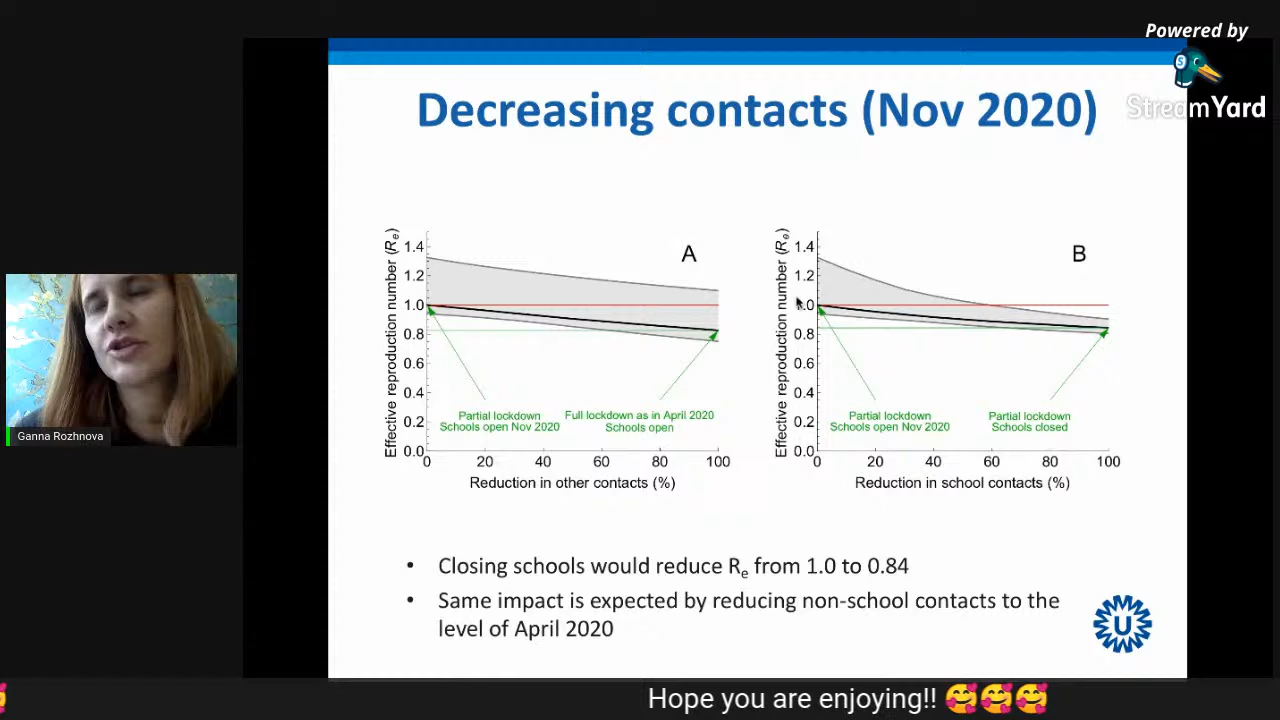 Powered by
StreamYard
Decreasing contacts (Nov 2020)
Effective reproduction number (Re)
1.4
1.2
1.0
0.8
0.6
0.4
0.2
0.0
A
Partial lockdown
Schools open Nov 2020
Full lockdown as in April 2020
Schools open
0 20 40 60 80 100
Reduction in other contacts (%)
Effective reproduction number (Re)
1.4
1.2
1.0
0.8
0.6
0.4
0.2
0.0
B
Partial lockdown
Schools open Nov 2020
Partial lockdown
Schools closed
0 20 40 60 80 100
Reduction in school contacts (%)
Ganna Rozhnova
• Closing schools would reduce Re from 1.0 to 0.84
• Same impact is expected by reducing non-school contacts to the
level of April 2020
U
Hope you are enjoying!! 🥰🥰🥰